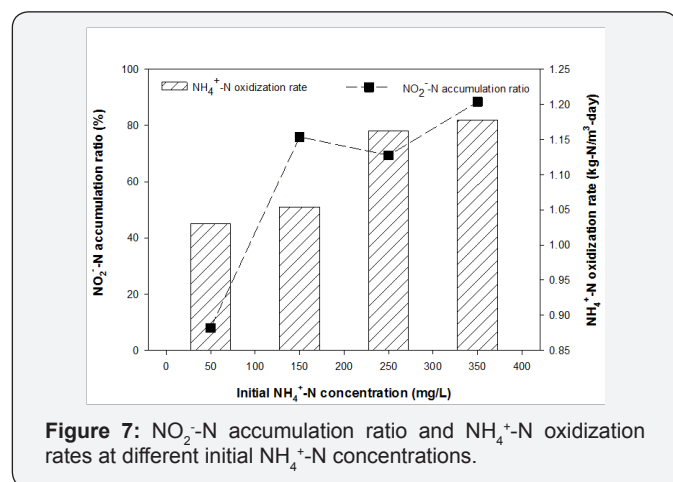 NH₄⁺-N oxidization rate
NO₂⁻-N accumulation ratio
NO₂⁻-N accumulation ratio (%)
100
80
60
40
20
0
1.25
1.20
1.15
1.10
1.05
1.00
0.95
0.90
0.85
NH₄⁺-N oxidization rate (kg-N/m³-day)
0 50 100 150 200 250 300 350 400
Initial NH₄⁺-N concentration (mg/L)
Figure 7: NO₂⁻-N accumulation ratio and NH₄⁺-N oxidization
rates at different initial NH₄⁺-N concentrations.